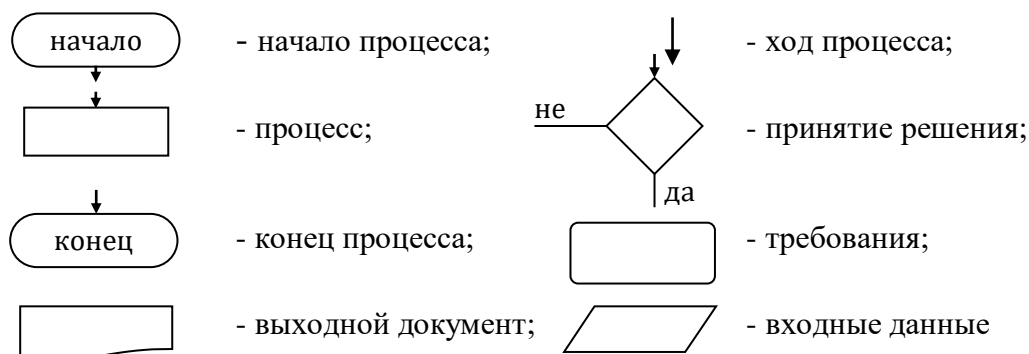 начало - начало процесса; - ход процесса;
не
- процесс; - принятие решения;
да
конец - конец процесса; - требования;
- выходной документ; - входные данные